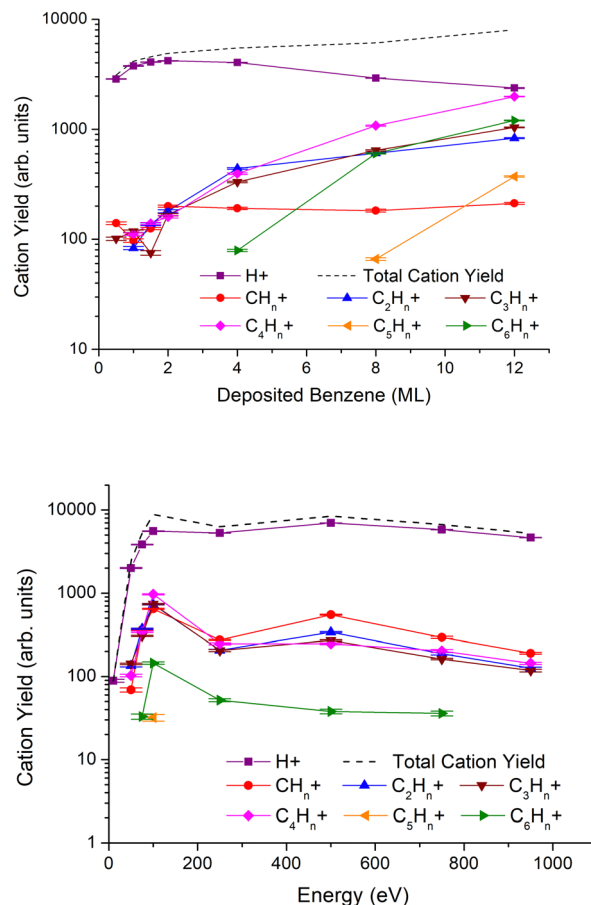 10000
1000
100
10
Cation Yield (arb. units)
H+ Total Cation Yield
CHₙ+ C₂Hₙ+ C₃Hₙ+
C₄Hₙ+ C₅Hₙ+ C₆Hₙ+
0 2 4 6 8 10 12
Deposited Benzene (ML)
10000
1000
100
10
1
Cation Yield (arb. units)
H+ Total Cation Yield
CHₙ+ C₂Hₙ+ C₃Hₙ+
C₄Hₙ+ C₅Hₙ+ C₆Hₙ+
0 200 400 600 800 1000
Energy (eV)